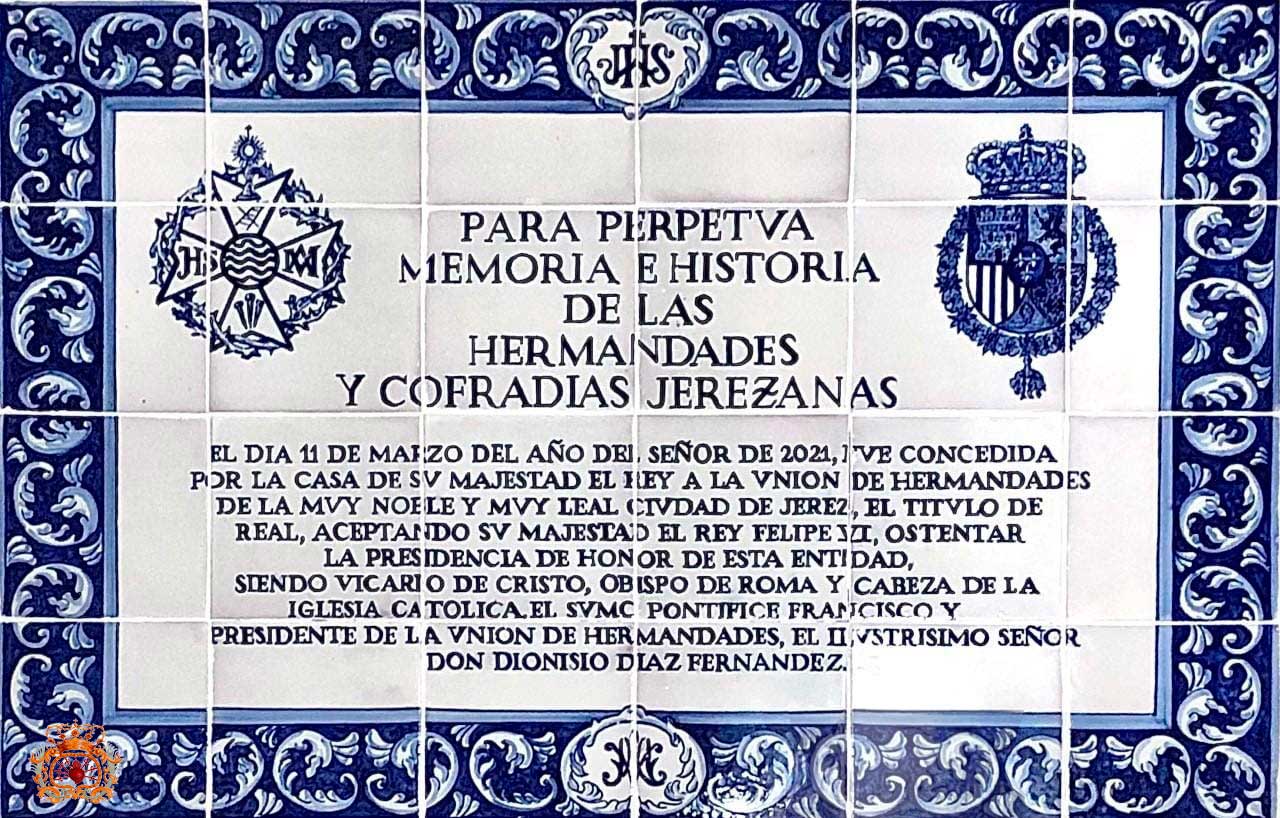 JHS
PARA PERPETVA
MEMORIA E HISTORIA
DE LAS
HERMANDADES
Y COFRADIAS JEREZANAS
JHS MA
EL DIA 11 DE MARZO DEL AÑO DEL SEÑOR DE 2021, FVE CONCEDIDA
POR LA CASA DE SV MAJESTAD EL REY A LA VNION DE HERMANDADES
DE LA MVY NOBLE Y MVY LEAL CIVDAD DE JEREZ, EL TITVLO DE
REAL, ACEPTANDO SV MAJESTAD EL REY FELIPE VI, OSTENTAR
LA PRESIDENCIA DE HONOR DE ESTA ENTIDAD,
SIENDO VICARIO DE CRISTO, OBISPO DE ROMA Y CABEZA DE LA
IGLESIA CATOLICA.EL SVMO PONTIFICE FRANCISCO Y
PRESIDENTE DE LA VNION DE HERMANDADES, EL ILVSTRISIMO SEÑOR
DON DIONISIO DIAZ FERNANDEZ.